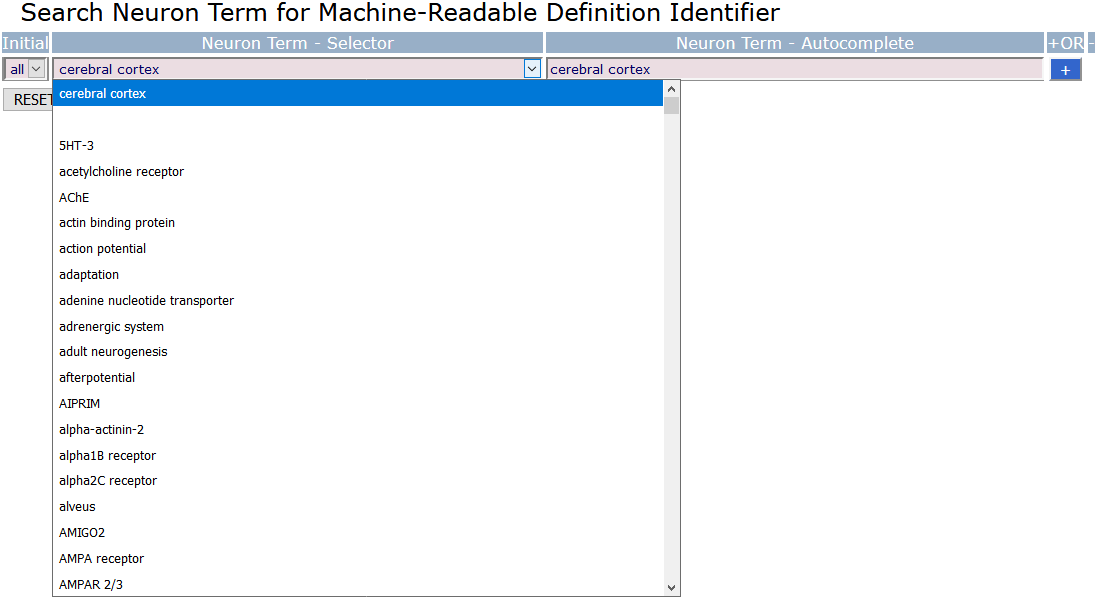 Search Neuron Term for Machine-Readable Definition Identifier
Initial Neuron Term - Selector Neuron Term - Autocomplete +OR -
all cerebral cortex cerebral cortex +
RESET cerebral cortex
5HT-3
acetylcholine receptor
AChE
actin binding protein
action potential
adaptation
adenine nucleotide transporter
adrenergic system
adult neurogenesis
afterpotential
AIPRIM
alpha-actinin-2
alpha1B receptor
alpha2C receptor
alveus
AMIGO2
AMPA receptor
AMPAR 2/3